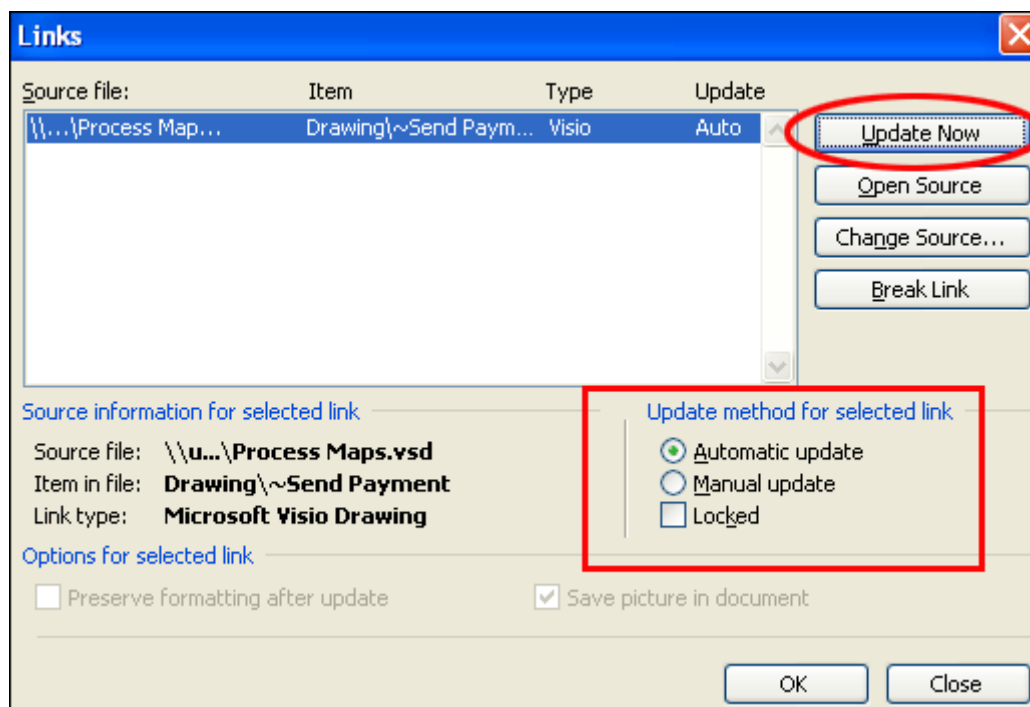 Links
Source file: Item Type Update
\\...\Process Map... Drawing\~Send Paym... Visio Auto
Update Now
Open Source
Change Source...
Break Link
Source information for selected link
Source file: \\u...\Process Maps.vsd
Item in file: Drawing\~Send Payment
Link type: Microsoft Visio Drawing
Update method for selected link
Automatic update
Manual update
Locked
Options for selected link
Preserve formatting after update Save picture in document
OK Close